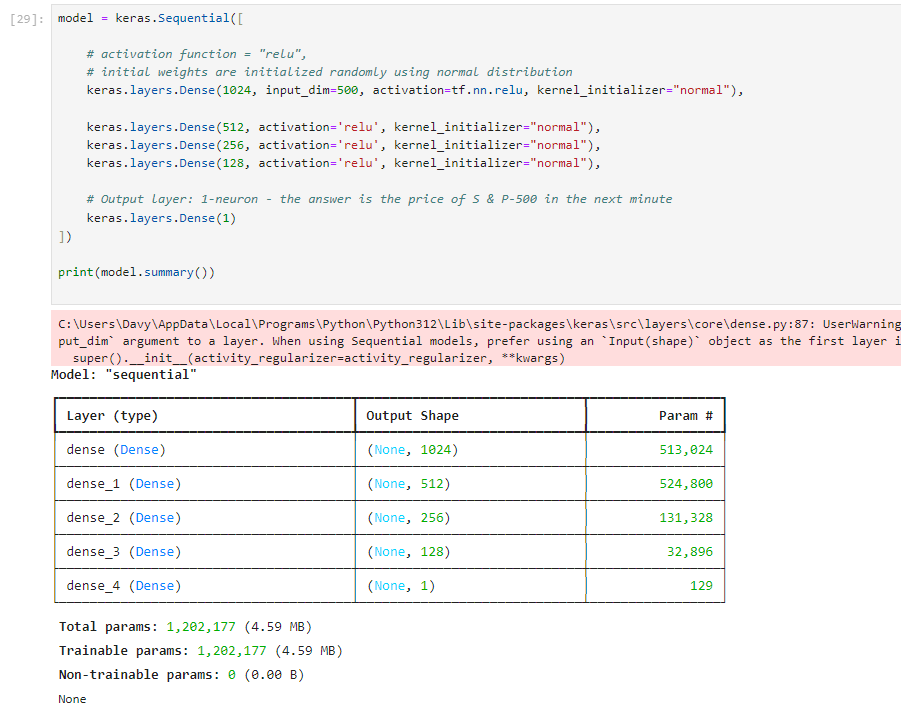 [29]:
model = keras.Sequential([
# activation function = "relu",
# initial weights are initialized randomly using normal distribution
keras.layers.Dense(1024, input_dim=500, activation=tf.nn.relu, kernel_initializer="normal"),
keras.layers.Dense(512, activation='relu', kernel_initializer="normal"),
keras.layers.Dense(256, activation='relu', kernel_initializer="normal"),
keras.layers.Dense(128, activation='relu', kernel_initializer="normal"),
# Output layer: 1-neuron - the answer is the price of S & P-500 in the next minute
keras.layers.Dense(1)
])
print(model.summary())
C:\Users\Davy\AppData\Local\Programs\Python\Python312\Lib\site-packages\keras\src\layers\core\dense.py:87: UserWarning
put_dim` argument to a layer. When using Sequential models, prefer using an `Input(shape)` object as the first layer i
super().__init__(activity_regularizer=activity_regularizer, **kwargs)
Model: "sequential"
Layer (type) Output Shape Param #
dense (Dense) (None, 1024) 513,024
dense_1 (Dense) (None, 512) 524,800
dense_2 (Dense) (None, 256) 131,328
dense_3 (Dense) (None, 128) 32,896
dense_4 (Dense) (None, 1) 129
Total params: 1,202,177 (4.59 MB)
Trainable params: 1,202,177 (4.59 MB)
Non-trainable params: 0 (0.00 B)
None